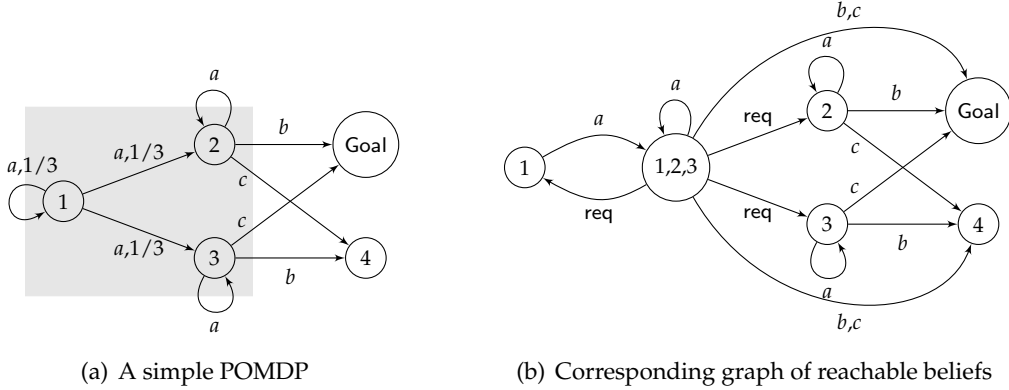 a
b
Goal
2
a,1/3
a,1/3
c
1
c
a,1/3
3
4
b
a
(a) A simple POMDP
b,c
a
b
Goal
2
a
req
a
c
1
1,2,3
req
req
c
3
4
b
a
b,c
(b) Corresponding graph of reachable beliefs